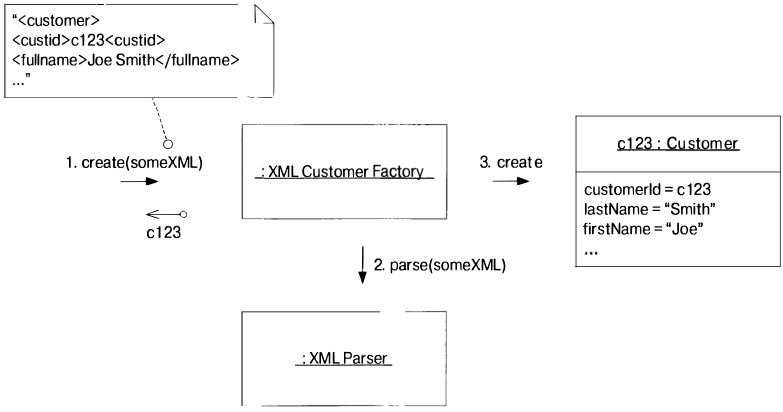 “<customer>
<custid>c123<custid>
<fullname>Joe Smith</fullname>
...”
1. create(someXML)
c123
: XML Customer Factory
3. create
c123 : Customer
customerId = c123
lastName = “Smith”
firstName = “Joe”
...
2. parse(someXML)
: XML Parser